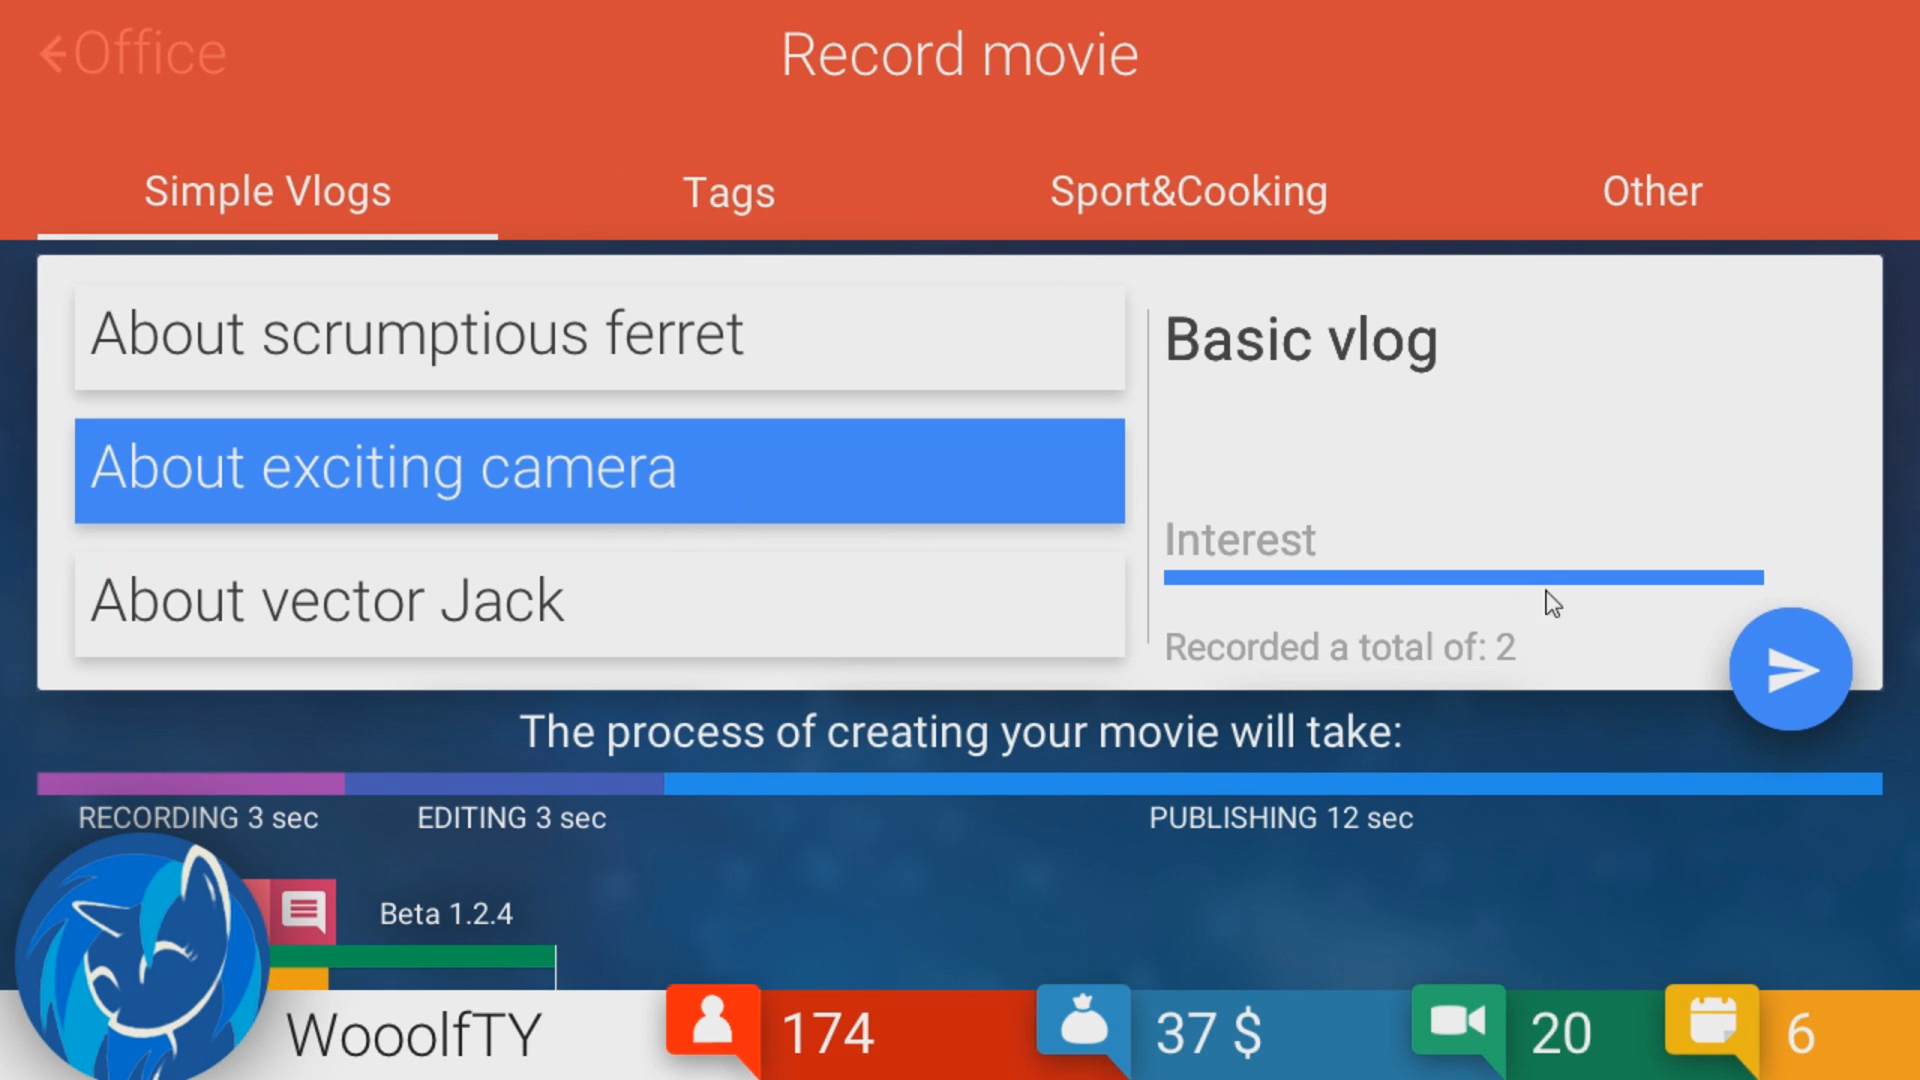 Office
Record movie
Simple Vlogs
Tags
Sport&Cooking
Other
About scrumptious ferret
About exciting camera
About vector Jack
Basic vlog
Interest
Recorded a total of: 2
The process of creating your movie will take:
RECORDING 3 sec
EDITING 3 sec
PUBLISHING 12 sec
Beta 1.2.4
WooolfTY
174
37 $
20
6